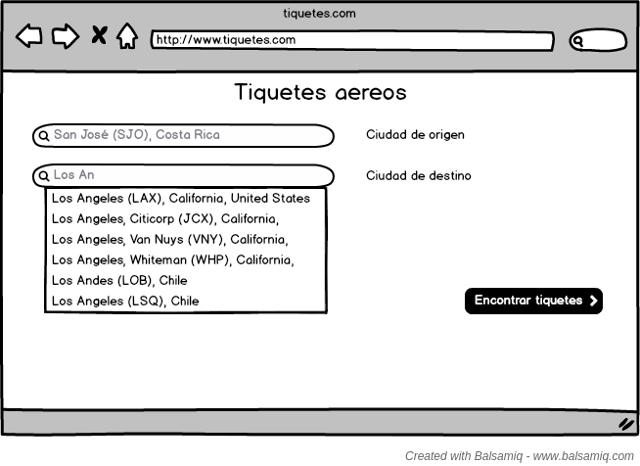 tiquetes.com
http://www.tiquetes.com
Tiquetes aereos
San José (SJO), Costa Rica
Ciudad de origen
Los An
Ciudad de destino
Los Angeles (LAX), California, United States
Los Angeles, Citicorp (JCX), California,
Los Angeles, Van Nuys (VNY), California,
Los Angeles, Whiteman (WHP), California,
Los Andes (LOB), Chile
Los Angeles (LSQ), Chile
Encontrar tiquetes
Created with Balsamiq - www.balsamiq.com